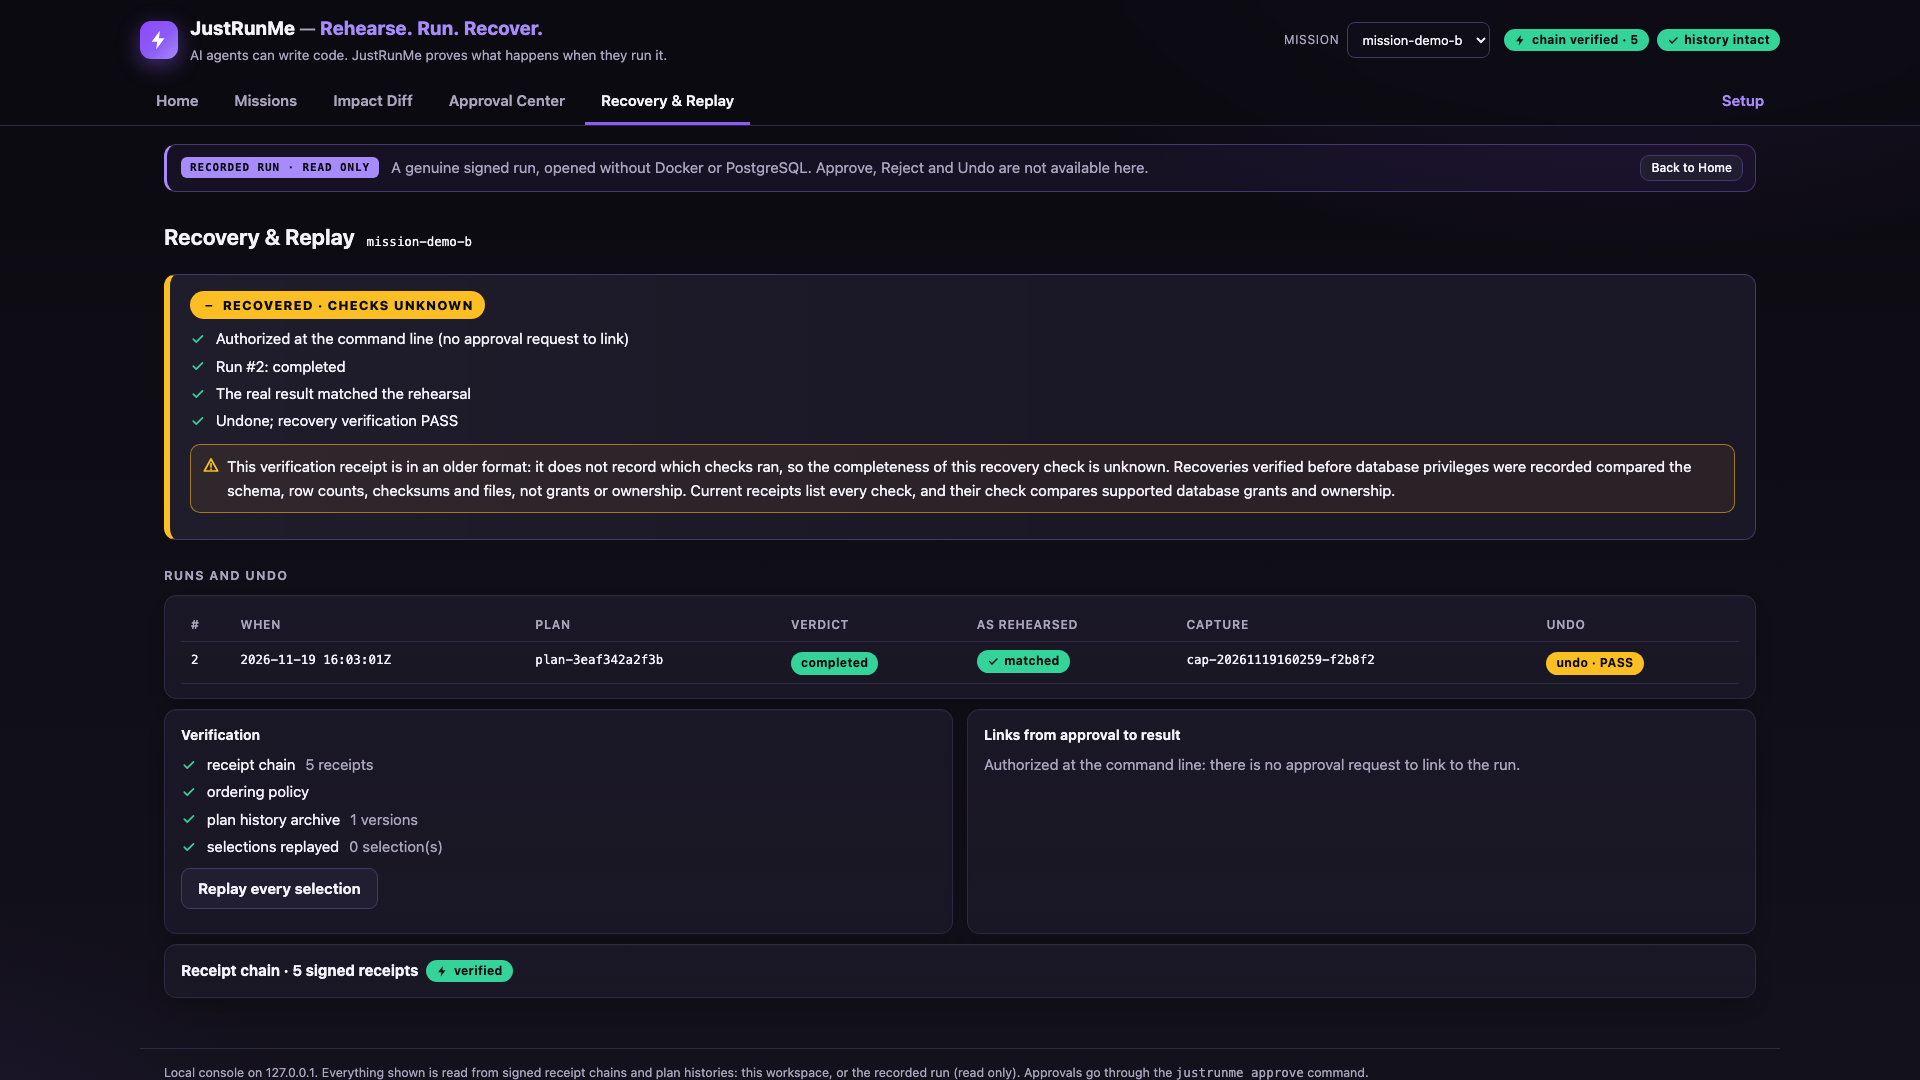 JustRunMe — Rehearse. Run. Recover.
AI agents can write code. JustRunMe proves what happens when they run it.
MISSION mission-demo-b chain verified · 5 history intact
Home Missions Impact Diff Approval Center Recovery & Replay Setup
RECORDED RUN · READ ONLY A genuine signed run, opened without Docker or PostgreSQL. Approve, Reject and Undo are not available here. Back to Home
Recovery & Replay mission-demo-b
– RECOVERED · CHECKS UNKNOWN
Authorized at the command line (no approval request to link)
Run #2: completed
The real result matched the rehearsal
Undone; recovery verification PASS
This verification receipt is in an older format: it does not record which checks ran, so the completeness of this recovery check is unknown. Recoveries verified before database privileges were recorded compared the
schema, row counts, checksums and files, not grants or ownership. Current receipts list every check, and their check compares supported database grants and ownership.
RUNS AND UNDO
# WHEN PLAN VERDICT AS REHEARSED CAPTURE UNDO
2 2026-11-19 16:03:01Z plan-3eaf342a2f3b completed matched cap-20261119160259-f2b8f2 undo · PASS
Verification
receipt chain 5 receipts
ordering policy
plan history archive 1 versions
selections replayed 0 selection(s)
Replay every selection
Links from approval to result
Authorized at the command line: there is no approval request to link to the run.
Receipt chain · 5 signed receipts verified
Local console on 127.0.0.1. Everything shown is read from signed receipt chains and plan histories: this workspace, or the recorded run (read only). Approvals go through the justrunme approve command.